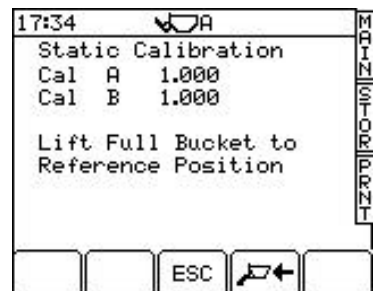 17:34 A
Static Calibration
Cal A 1.000
Cal B 1.000
Lift Full Bucket to
Reference Position
ESC
MAIN
STOR
PRNT